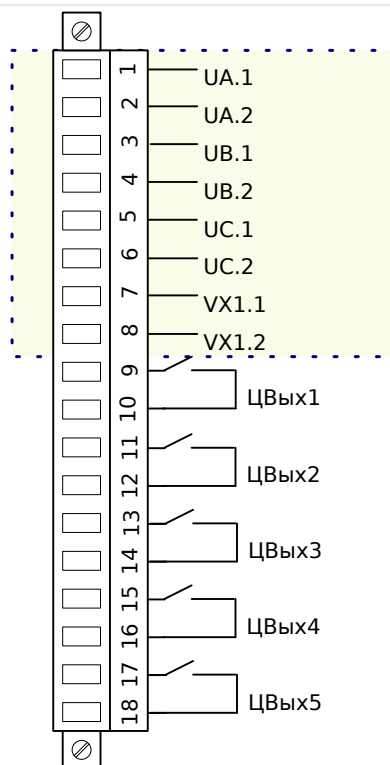 1 UA.1
2 UA.2
3 UB.1
4 UB.2
5 UC.1
6 UC.2
7 VX1.1
8 VX1.2
9
10 ЦВых1
11
12 ЦВых2
13
14 ЦВых3
15
16 ЦВых4
17
18 ЦВых5